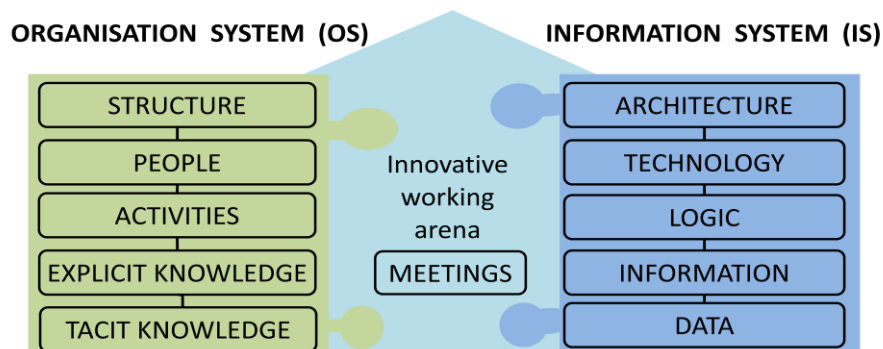 ORGANISATION SYSTEM (OS)
INFORMATION SYSTEM (IS)
STRUCTURE
PEOPLE
ACTIVITIES
EXPLICIT KNOWLEDGE
TACIT KNOWLEDGE
Innovative
working
arena
MEETINGS
ARCHITECTURE
TECHNOLOGY
LOGIC
INFORMATION
DATA